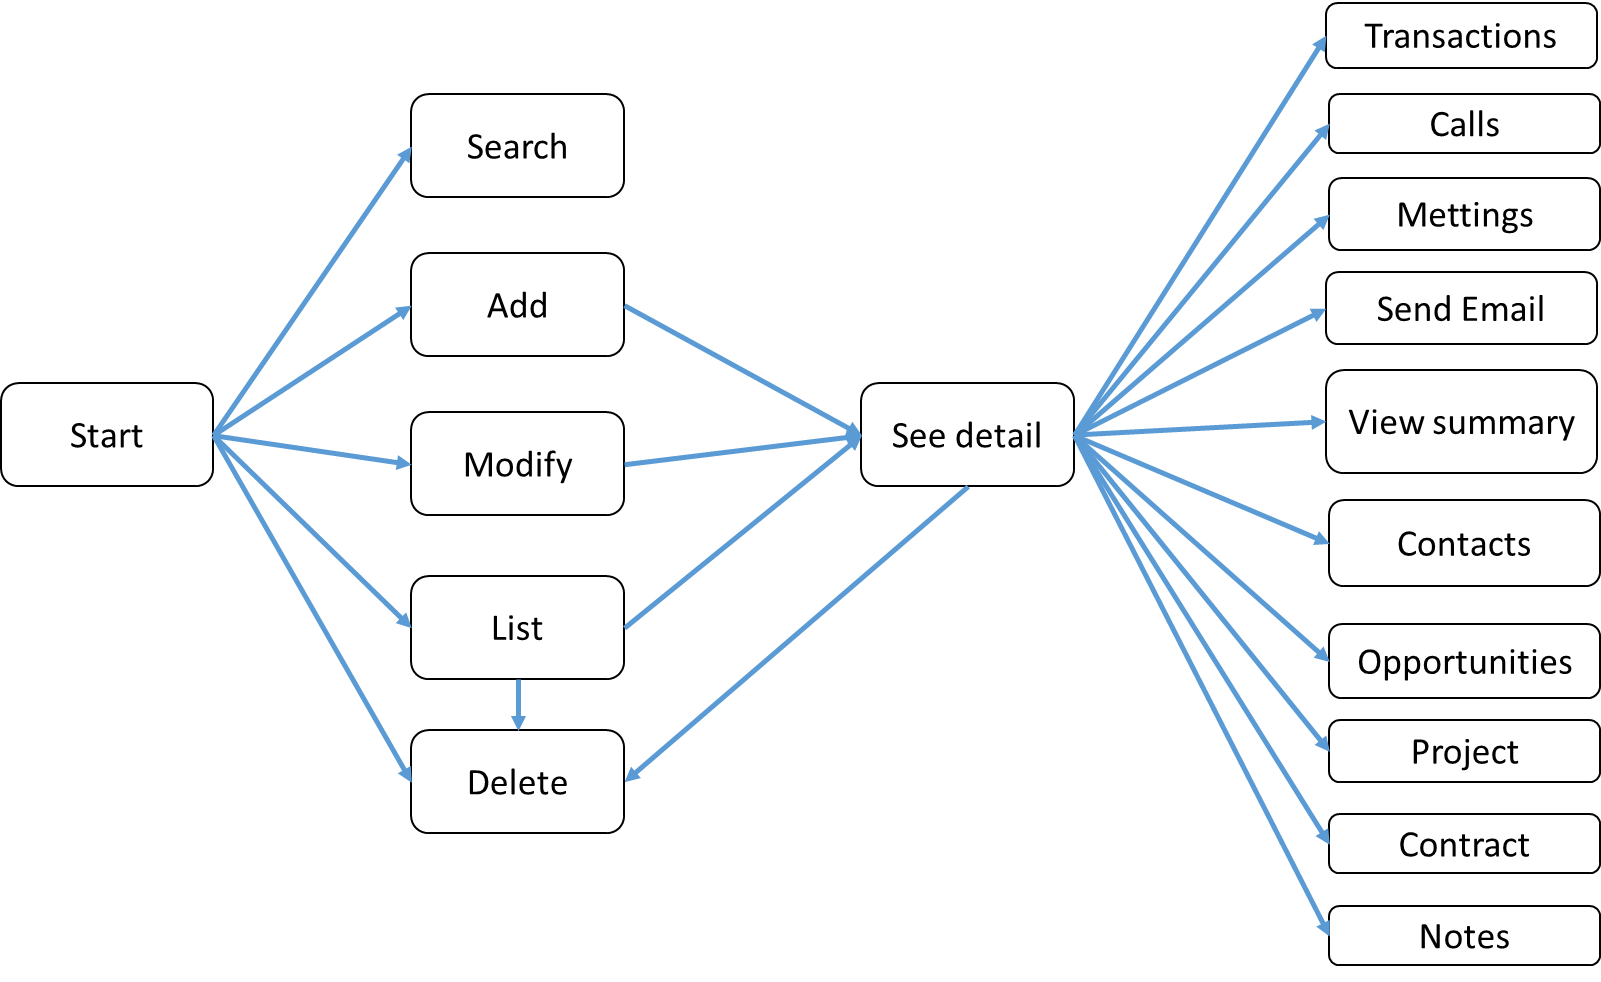 Start
Search
Add
Modify
List
Delete
See detail
Transactions
Calls
Mettings
Send Email
View summary
Contacts
Opportunities
Project
Contract
Notes